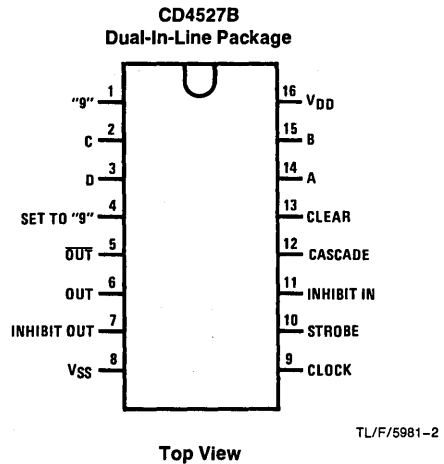 CD4527B
Dual-In-Line Package
"9" 1 16 VDD
C 2 15 B
D 3 14 A
SET TO "9" 4 13 CLEAR
O̅U̅T̅ 5 12 CASCADE
OUT 6 11 INHIBIT IN
INHIBIT OUT 7 10 STROBE
VSS 8 9 CLOCK
TL/F/5981-2
Top View